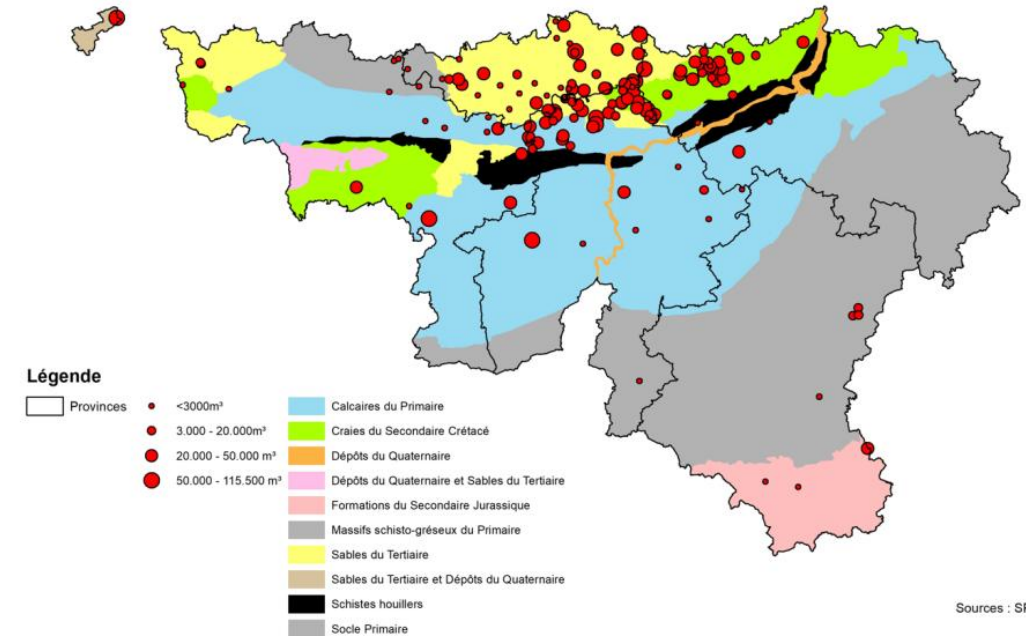 Légende
Provinces
<3000m³
3.000 - 20.000m³
20.000 - 50.000 m³
50.000 - 115.500 m³
Calcaires du Primaire
Craies du Secondaire Crétacé
Dépôts du Quaternaire
Dépôts du Quaternaire et Sables du Tertiaire
Formations du Secondaire Jurassique
Massifs schisto-gréseux du Primaire
Sables du Tertiaire
Sables du Tertiaire et Dépôts du Quaternaire
Schistes houillers
Socle Primaire
Sources : SP